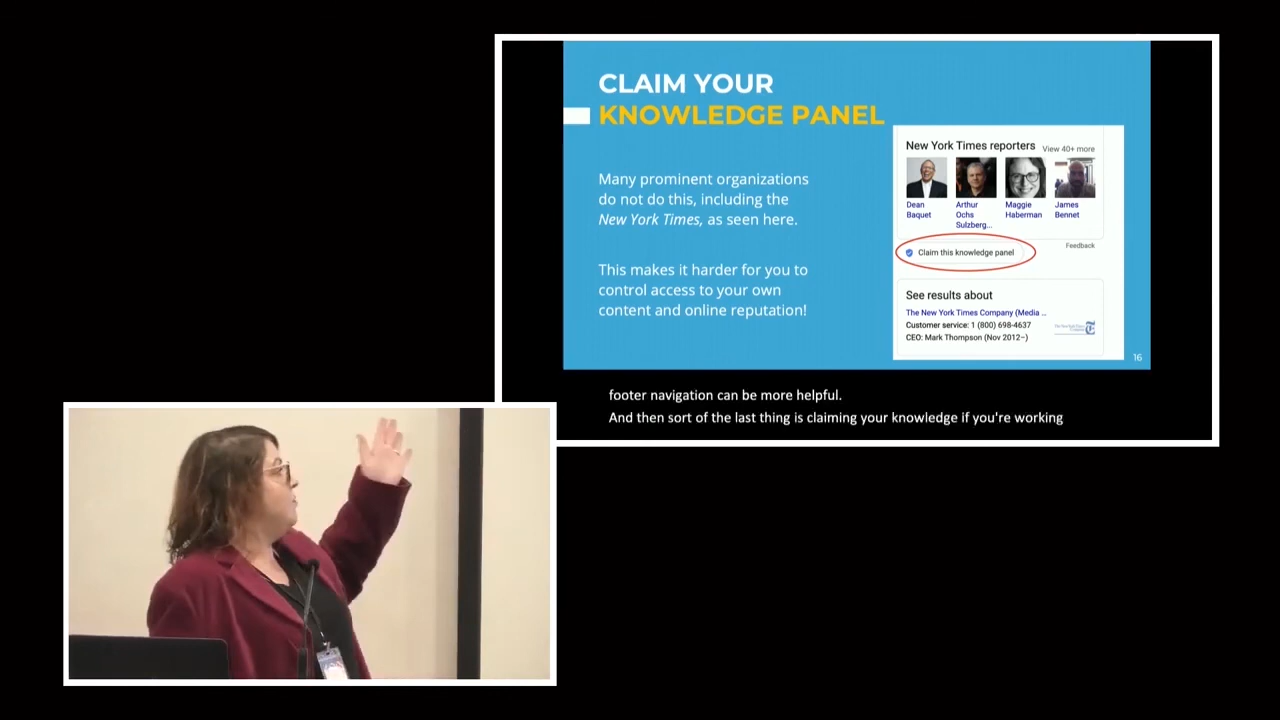 CLAIM YOUR
KNOWLEDGE PANEL
Many prominent organizations
do not do this, including the
New York Times, as seen here.
This makes it harder for you to
control access to your own
content and online reputation!
New York Times reporters
View 40+ more
Dean
Baquet
Arthur
Ochs
Sulzberg...
Maggie
Haberman
James
Bennet
Feedback
Claim this knowledge panel
See results about
The New York Times Company (Media ...
Customer service: 1 (800) 698-4637
CEO: Mark Thompson (Nov 2012–)
16
footer navigation can be more helpful.
And then sort of the last thing is claiming your knowledge if you're working